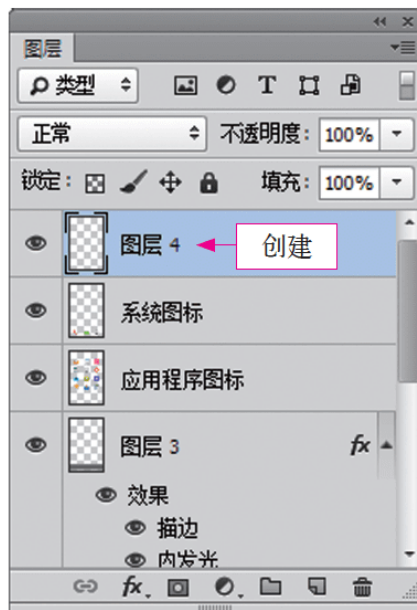 图层
类型
T
正常 不透明度: 100%
锁定: 填充: 100%
图层 4 创建
系统图标
应用程序图标
图层 3 fx
效果
描边
内发光
fx.